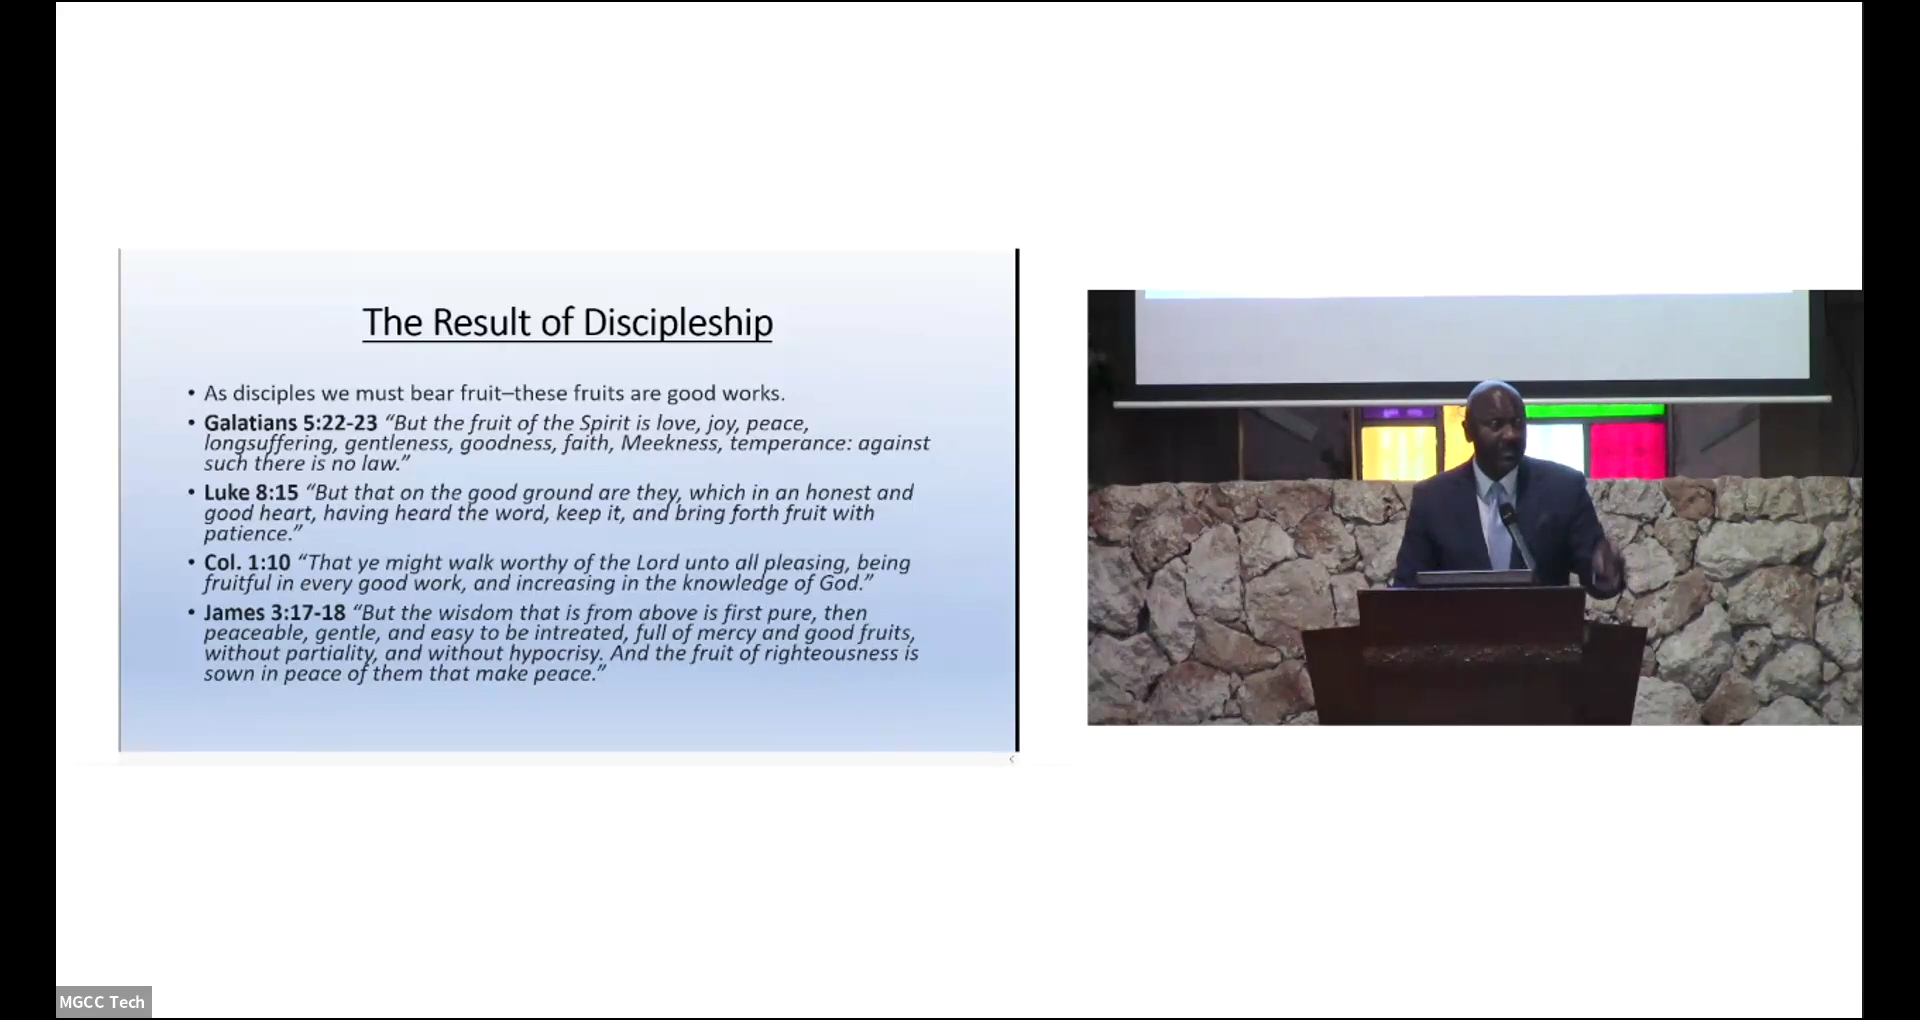 The Result of Discipleship
• As disciples we must bear fruit–these fruits are good works.
• Galatians 5:22-23 “But the fruit of the Spirit is love, joy, peace,
longsuffering, gentleness, goodness, faith, Meekness, temperance: against
such there is no law.”
• Luke 8:15 “But that on the good ground are they, which in an honest and
good heart, having heard the word, keep it, and bring forth fruit with
patience.”
• Col. 1:10 “That ye might walk worthy of the Lord unto all pleasing, being
fruitful in every good work, and increasing in the knowledge of God.”
• James 3:17-18 “But the wisdom that is from above is first pure, then
peaceable, gentle, and easy to be intreated, full of mercy and good fruits,
without partiality, and without hypocrisy. And the fruit of righteousness is
sown in peace of them that make peace.”
MGCC Tech